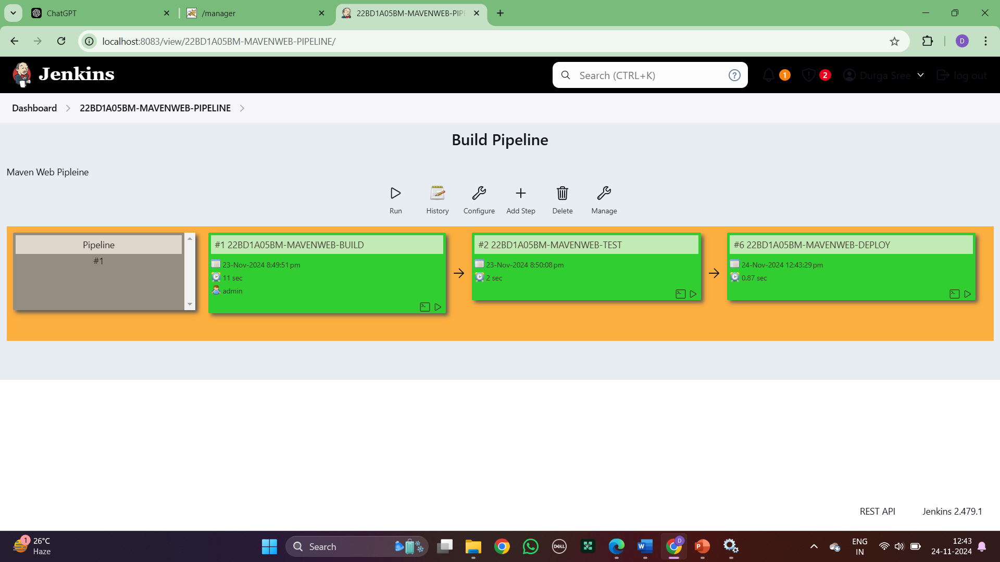 ChatGPT
/manager
22BD1A05BM-MAVENWEB-PIPE
localhost:8083/view/22BD1A05BM-MAVENWEB-PIPELINE/
D
Jenkins
Search (CTRL+K)
?
1
2
Durga Sree
log out
Dashboard
22BD1A05BM-MAVENWEB-PIPELINE
Build Pipeline
Maven Web Pipleine
Run
History
Configure
Add Step
Delete
Manage
Pipeline
#1
#1 22BD1A05BM-MAVENWEB-BUILD
23-Nov-2024 8:49:51 pm
11 sec
admin
#2 22BD1A05BM-MAVENWEB-TEST
23-Nov-2024 8:50:08 pm
2 sec
#6 22BD1A05BM-MAVENWEB-DEPLOY
24-Nov-2024 12:43:29 pm
0.87 sec
REST API
Jenkins 2.479.1
1
26°C
Haze
Search
DELL
W
D
P
ENG
IN
12:43
24-11-2024